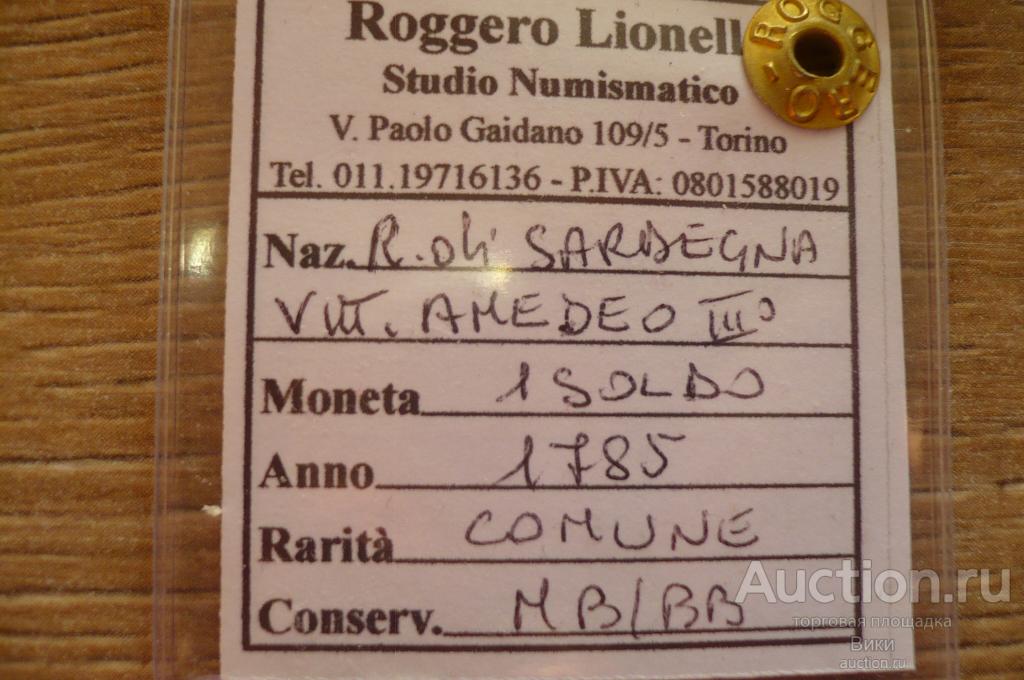 Roggero Lionell
ROGGERO
Studio Numismatico
V. Paolo Gaidano 109/5 - Torino
Tel. 011.19716136 - P.IVA: 0801588019
Naz. R. di SARDEGNA
VITT. AMEDEO III°
Moneta 1 SOLDO
Anno 1785
Rarità COMUNE
Conserv. MB/BB
Auction.ru
торговая площадка
Вики
auction.ru